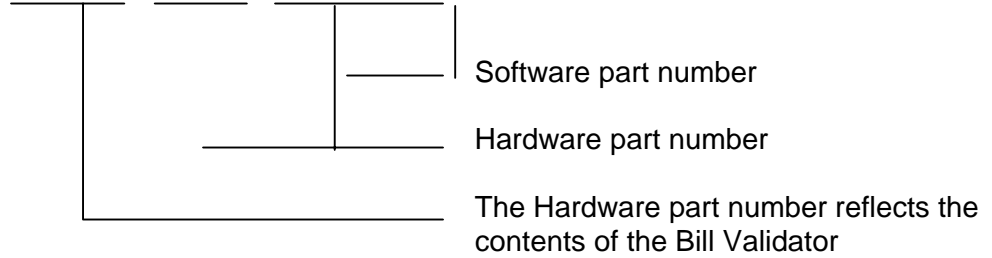 Software part number
Hardware part number
The Hardware part number reflects the
contents of the Bill Validator